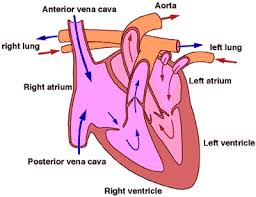 Anterior vena cava
Aorta
right lung
left lung
Right atrium
Left atrium
Posterior vena cava
Left ventricle
Right ventricle